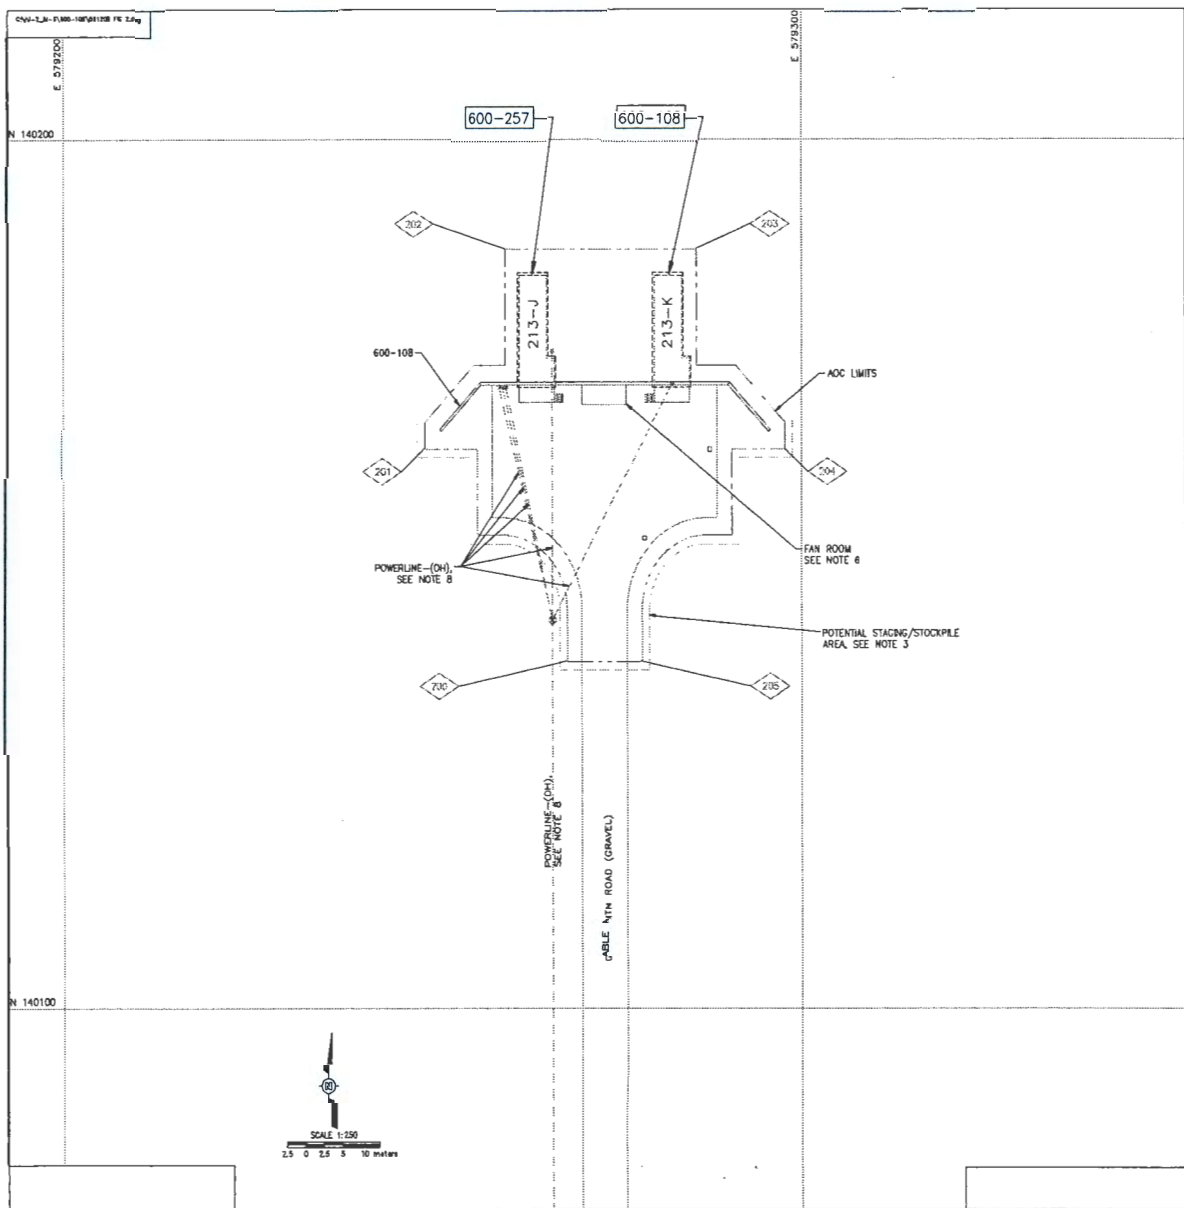 E 579200
E 579300
N 140200
600-257
600-108
202
203
213-J
213-K
600-108
AOC LIMITS
201
204
FAN ROOM
SEE NOTE 6
POWERLINE-(OH),
SEE NOTE 8
POTENTIAL STAGING/STOCKPILE
AREA, SEE NOTE 3
205
POWERLINE-(OH),
SEE NOTE 8
GABLE MTN ROAD (GRAVEL)
N 140100
SCALE 1:250
2.5 0 2.5 5 10 meters